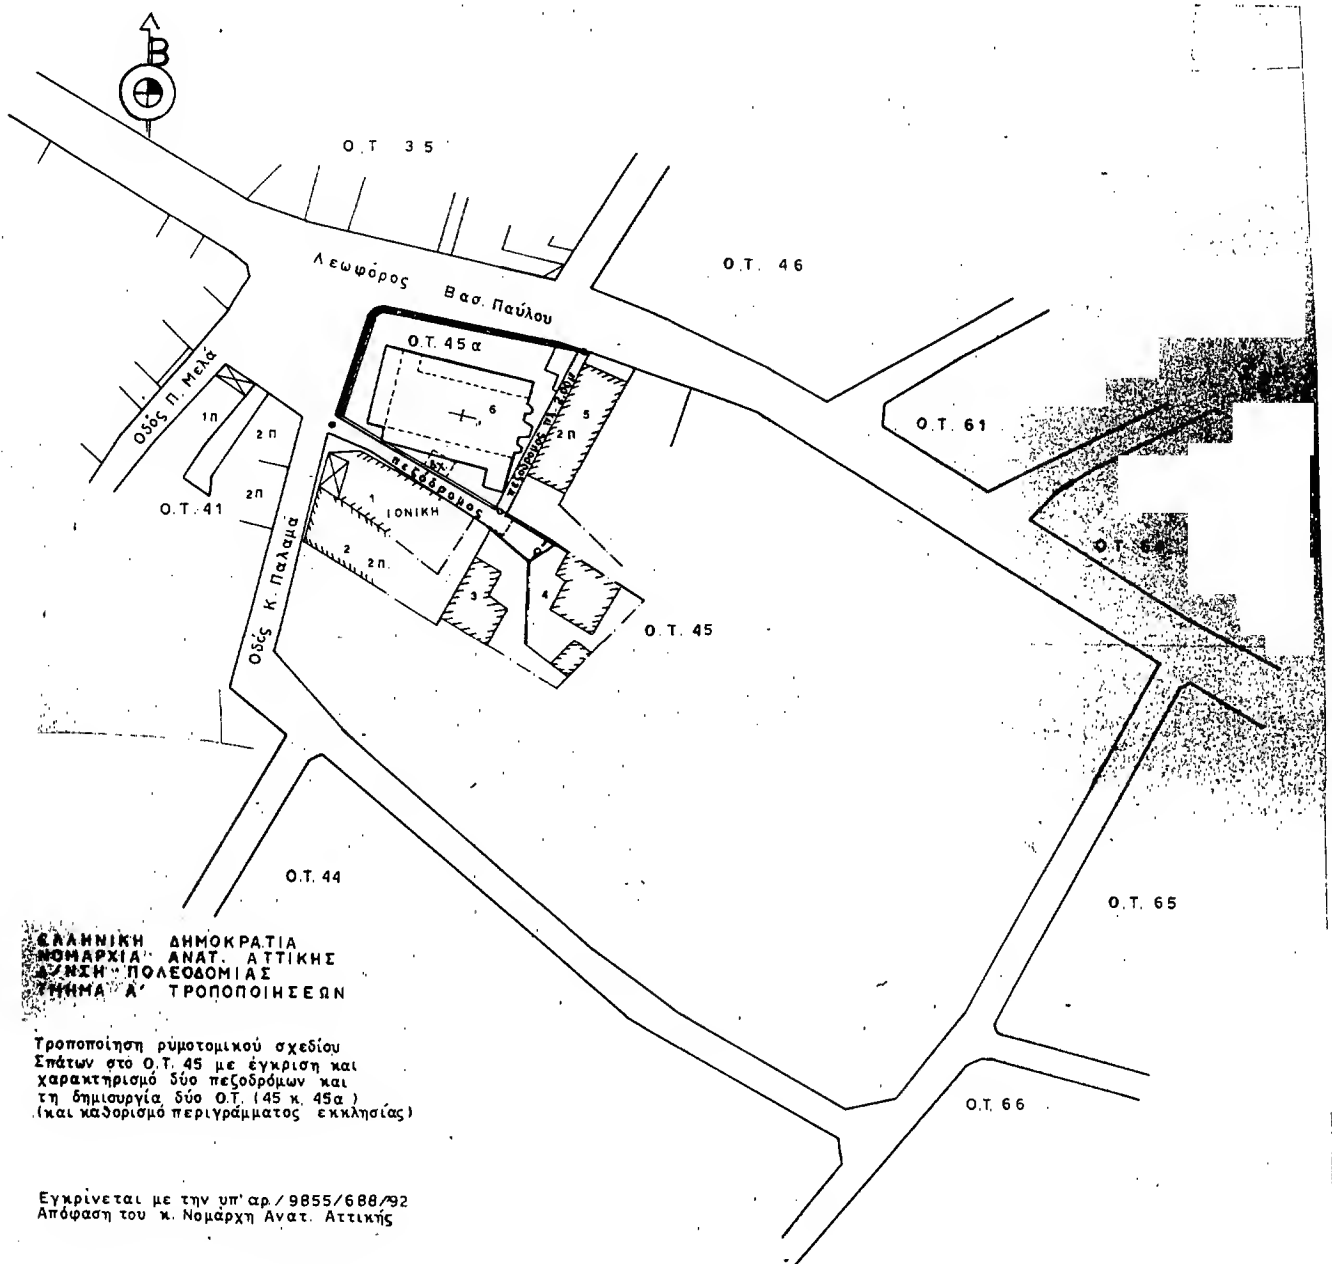 Β
Ο.Τ 35
Ο.Τ. 46
Λεωφόρος Βασ. Παύλου
Ο.Τ. 45α
Οδός Π. Μελά
1Π
2Π
2Π
Ο.Τ. 41
6
5
2Π
πεζόδρομος πλ.
Ο.Τ. 61
πεζόδρομος
1
ΙΟΝΙΚΗ
2
2Π.
3
4
Οδός Κ. Παλαμά
Ο.Τ. 45
Ο.Τ. 44
Ο.Τ. 65
Ο.Τ. 66
ΕΛΛΗΝΙΚΗ ΔΗΜΟΚΡΑΤΙΑ
ΝΟΜΑΡΧΙΑ ΑΝΑΤ. ΑΤΤΙΚΗΣ
Δ/ΝΣΗ ΠΟΛΕΟΔΟΜΙΑΣ
ΤΜΗΜΑ Α' ΤΡΟΠΟΠΟΙΗΣΕΩΝ
Τροποποίηση ρυμοτομικού σχεδίου
Σπάτων στο Ο.Τ. 45 με έγκριση και
χαρακτηρισμό δύο πεζοδρόμων και
τη δημιουργία δύο Ο.Τ. (45 κ. 45α)
(και καθορισμό περιγράμματος εκκλησίας)
Εγκρίνεται με την υπ' αρ. / 9855/688/92
Απόφαση του κ. Νομάρχη Ανατ. Αττικής